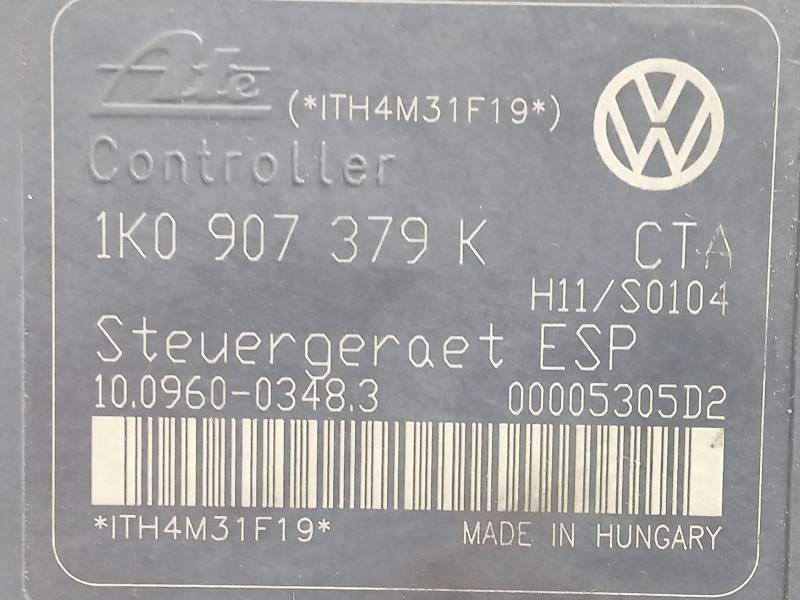 Ate (*ITH4M31F19*)
Controller
1K0 907 379 K CTA
H11/S0104
Steuergeraet ESP
10.0960-0348.3 00005305D2
*ITH4M31F19* MADE IN HUNGARY